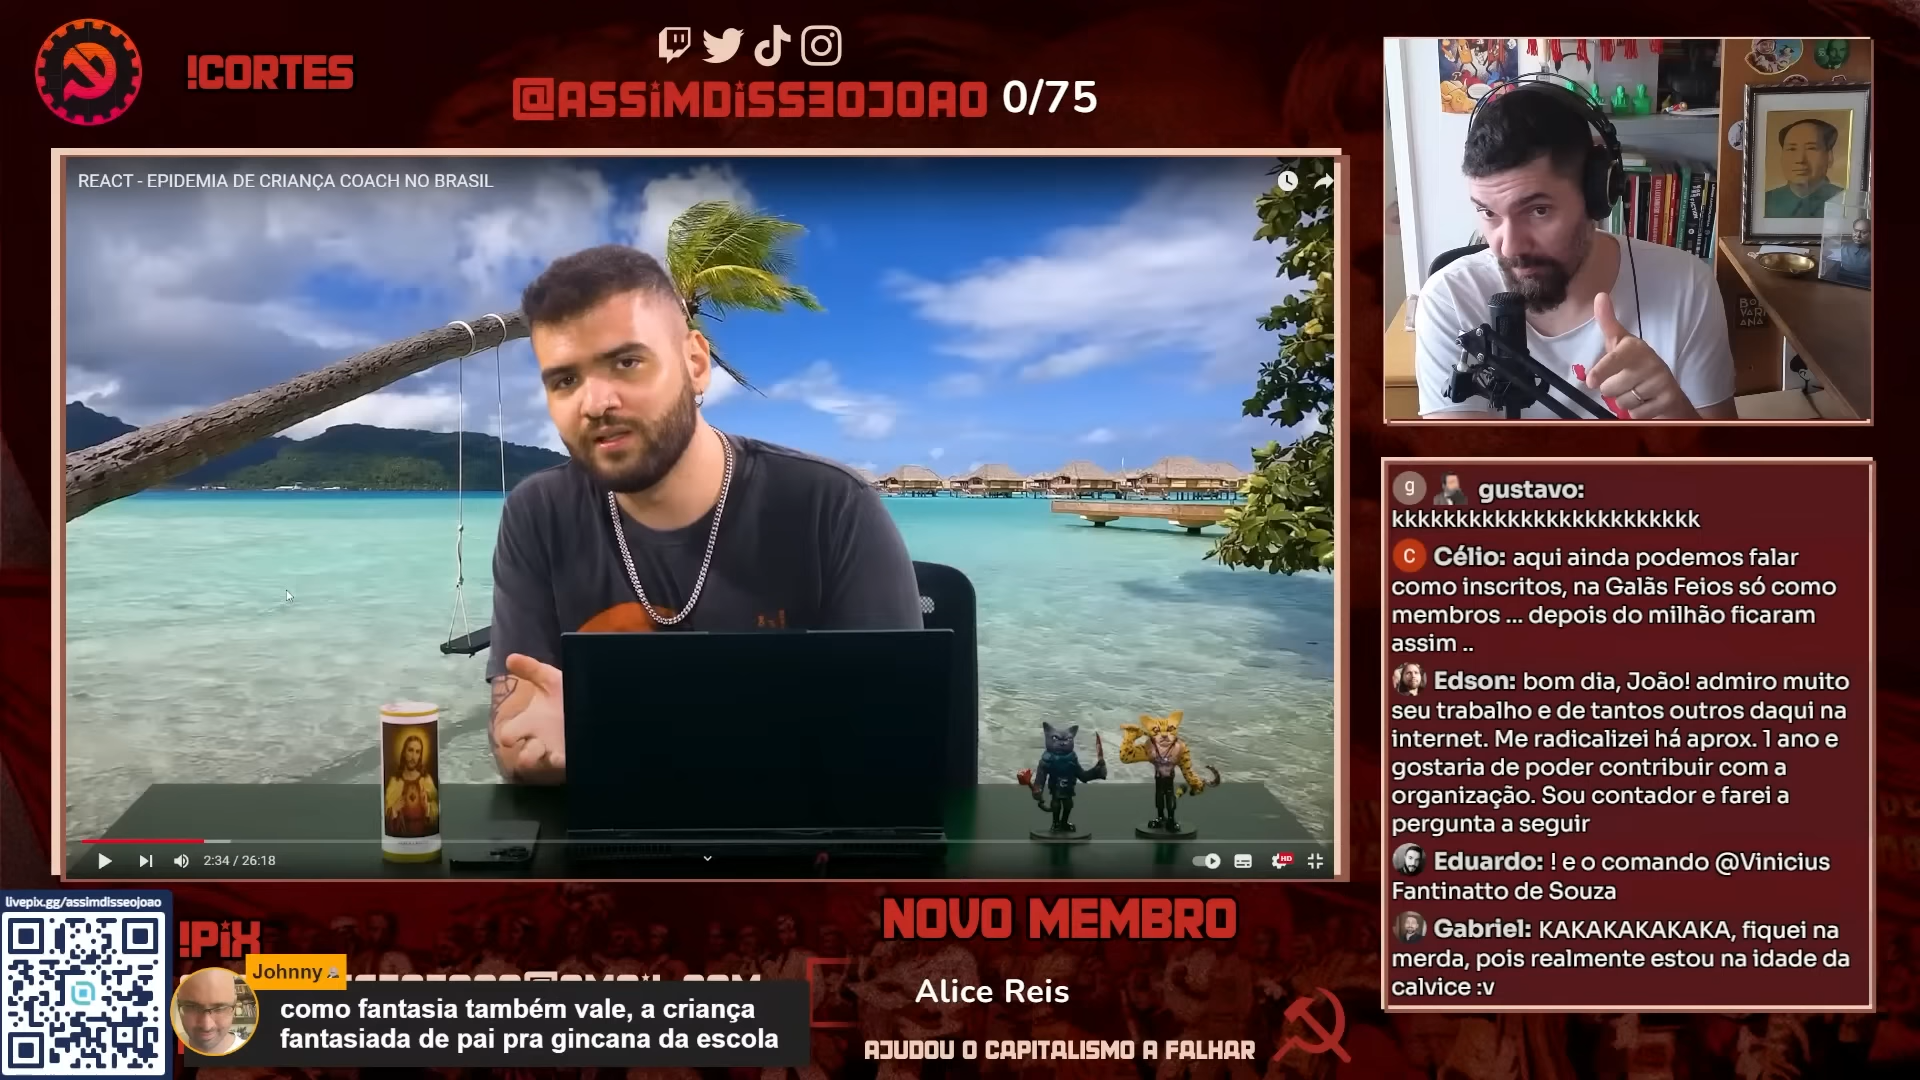 !CORTES
@ASSIMDISSEOJOAO 0/75
REACT - EPIDEMIA DE CRIANÇA COACH NO BRASIL
BO
VARI
ANA
g gustavo:
kkkkkkkkkkkkkkkkkkkkkkkk
C Célio: aqui ainda podemos falar
como inscritos, na Galãs Feios só como
membros ... depois do milhão ficaram
assim ..
Edson: bom dia, João! admiro muito
seu trabalho e de tantos outros daqui na
internet. Me radicalizei há aprox. 1 ano e
gostaria de poder contribuir com a
organização. Sou contador e farei a
pergunta a seguir
Eduardo: ! e o comando @Vinicius
Fantinatto de Souza
Gabriel: KAKAKAKAKAKA, fiquei na
merda, pois realmente estou na idade da
calvice :v
2:34 / 26:18
HD
livepix.gg/assimdisseojoao
!PIX
Johnny
como fantasia também vale, a criança
fantasiada de pai pra gincana da escola
NOVO MEMBRO
Alice Reis
AJUDOU O CAPITALISMO A FALHAR